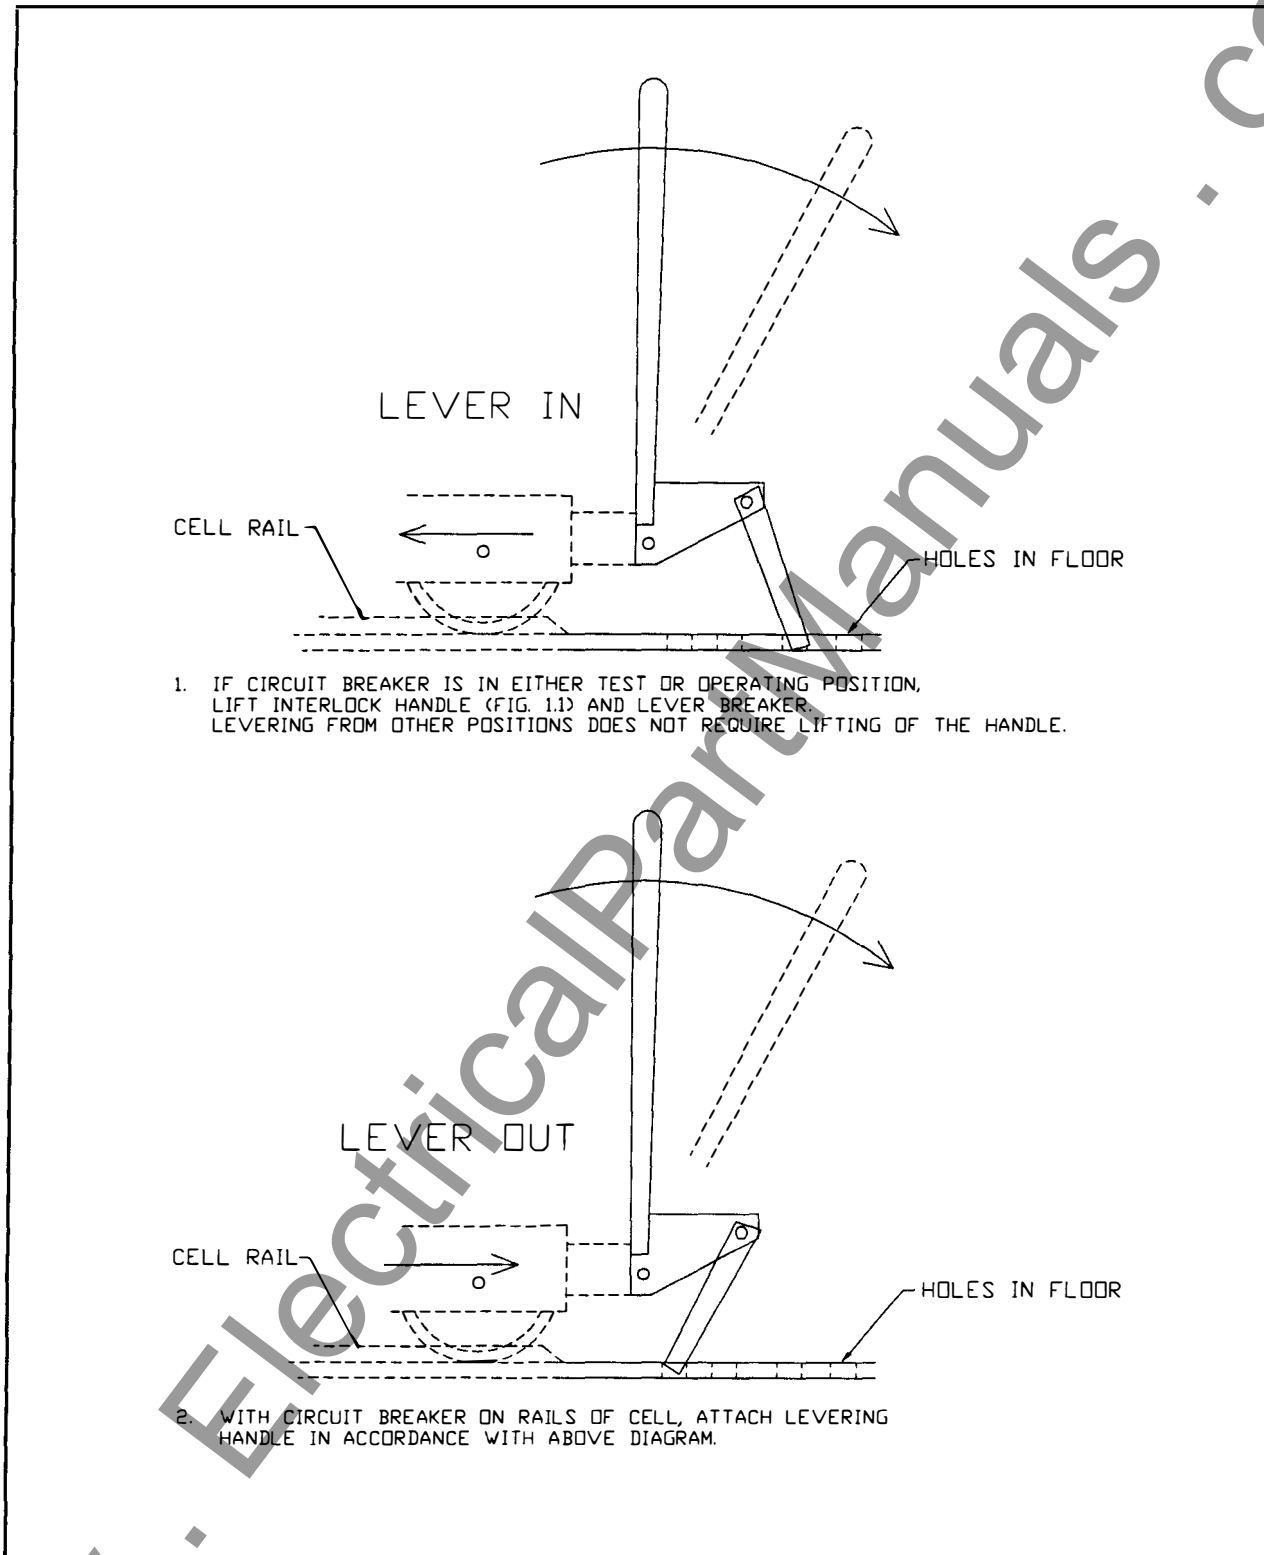 LEVER IN
CELL RAIL
HOLES IN FLOOR
1. IF CIRCUIT BREAKER IS IN EITHER TEST OR OPERATING POSITION,
LIFT INTERLOCK HANDLE (FIG. 1.1) AND LEVER BREAKER.
LEVERING FROM OTHER POSITIONS DOES NOT REQUIRE LIFTING OF THE HANDLE.
LEVER OUT
CELL RAIL
HOLES IN FLOOR
2. WITH CIRCUIT BREAKER ON RAILS OF CELL, ATTACH LEVERING
HANDLE IN ACCORDANCE WITH ABOVE DIAGRAM.
. ElectricalPartManuals . c